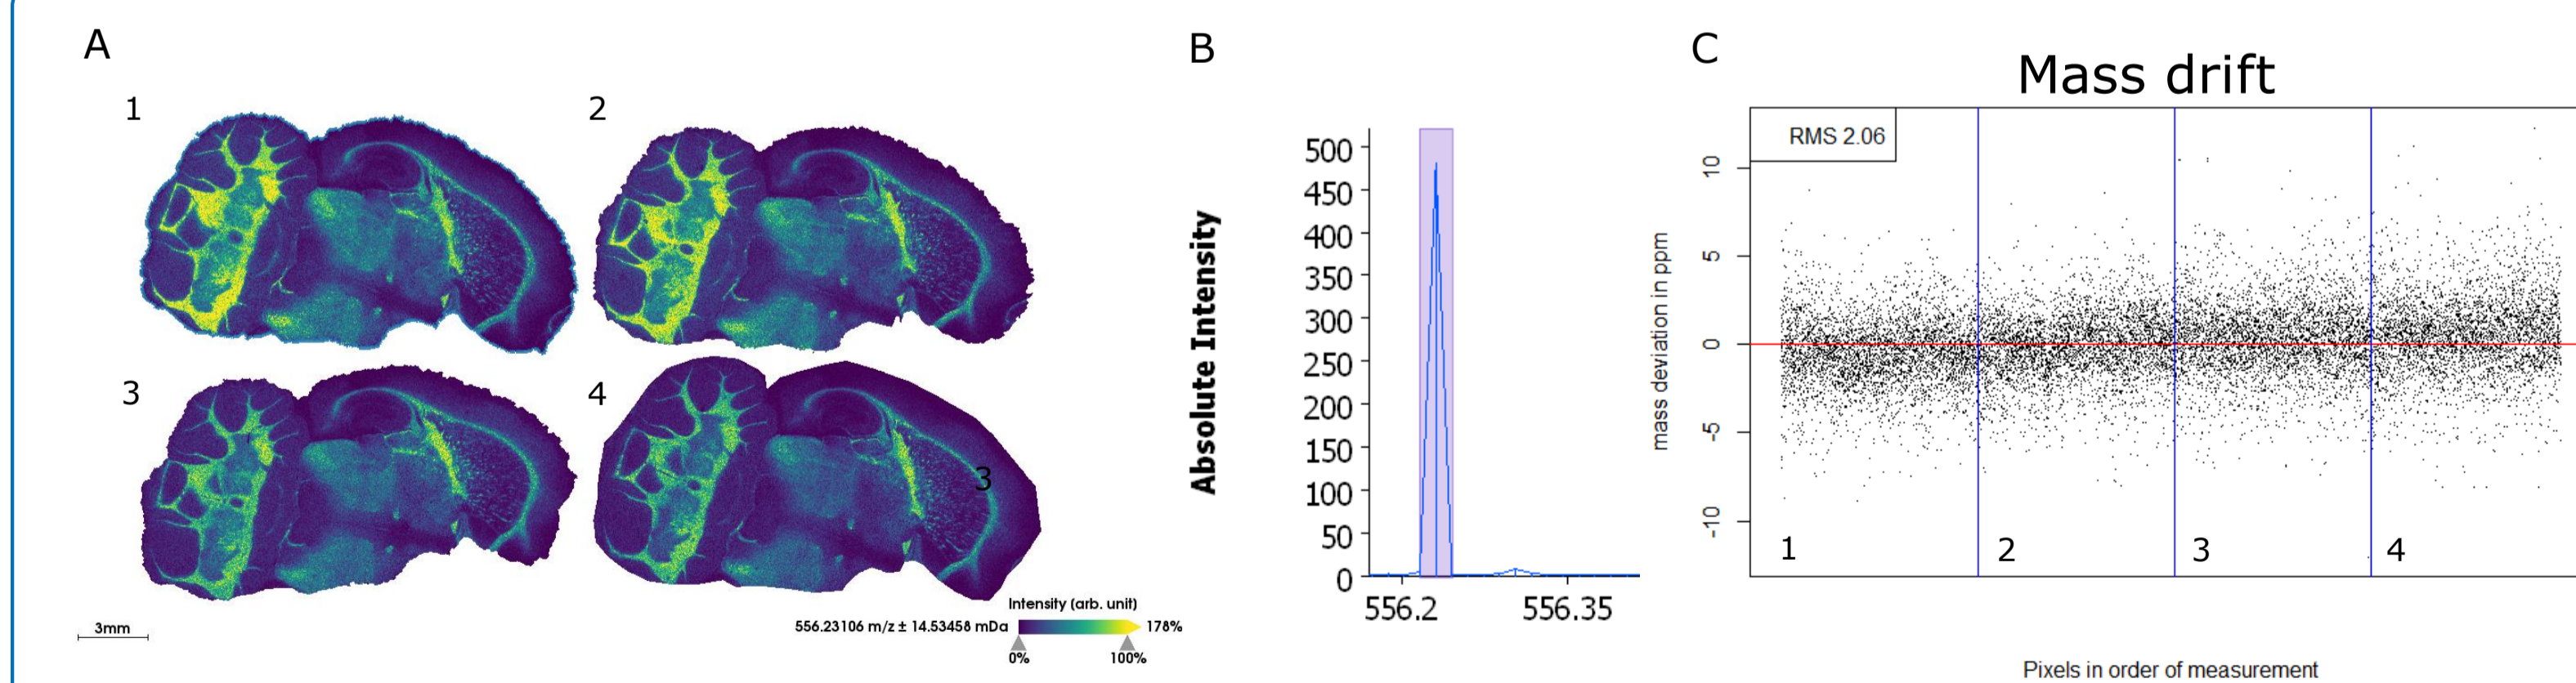 A
1
2
3
4
3
3mm
Intensity (arb. unit)
556.23106 m/z ± 14.53458 mDa
178%
0%
100%
B
Absolute Intensity
500
450
400
350
300
250
200
150
100
50
0
556.2
556.35
C
Mass drift
RMS 2.06
mass deviation in ppm
10
5
0
-5
-10
1
2
3
4
Pixels in order of measurement